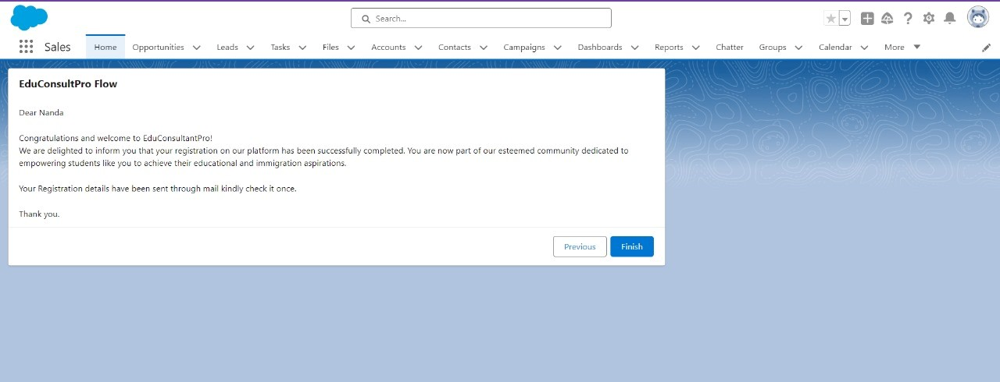 Search...
Sales
Home
Opportunities
Leads
Tasks
Files
Accounts
Contacts
Campaigns
Dashboards
Reports
Chatter
Groups
Calendar
More
EduConsultPro Flow
Dear Nanda
Congratulations and welcome to EduConsultantPro!
We are delighted to inform you that your registration on our platform has been successfully completed. You are now part of our esteemed community dedicated to
empowering students like you to achieve their educational and immigration aspirations.
Your Registration details have been sent through mail kindly check it once.
Thank you.
Previous
Finish